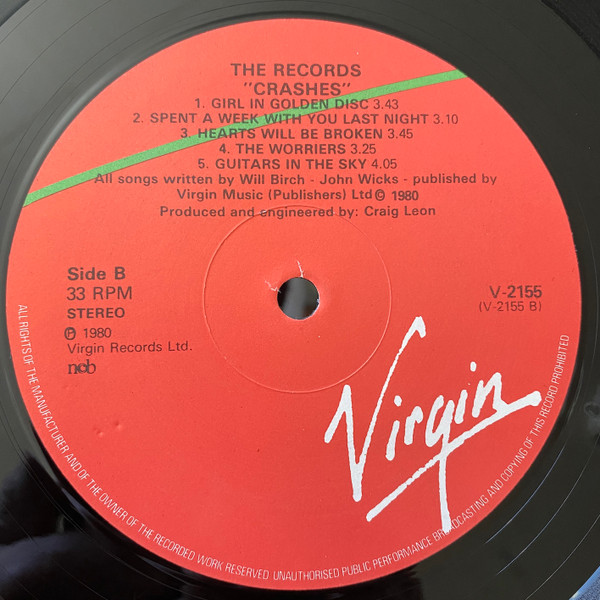 THE RECORDS
"CRASHES"
1. GIRL IN GOLDEN DISC 3.43
2. SPENT A WEEK WITH YOU LAST NIGHT 3.10
3. HEARTS WILL BE BROKEN 3.45
4. THE WORRIERS 3.25
5. GUITARS IN THE SKY 4.05
All songs written by Will Birch - John Wicks - published by
Virgin Music (Publishers) Ltd © 1980
Produced and engineered by: Craig Leon
Side B
33 RPM
STEREO
℗ 1980
Virgin Records Ltd.
ncb
V-2155
(V-2155 B)
Virgin
ALL RIGHTS OF THE MANUFACTURER AND OF THE OWNER OF THE RECORDED WORK RESERVED UNAUTHORISED PUBLIC PERFORMANCE BROADCASTING AND COPYING OF THIS RECORD PROHIBITED